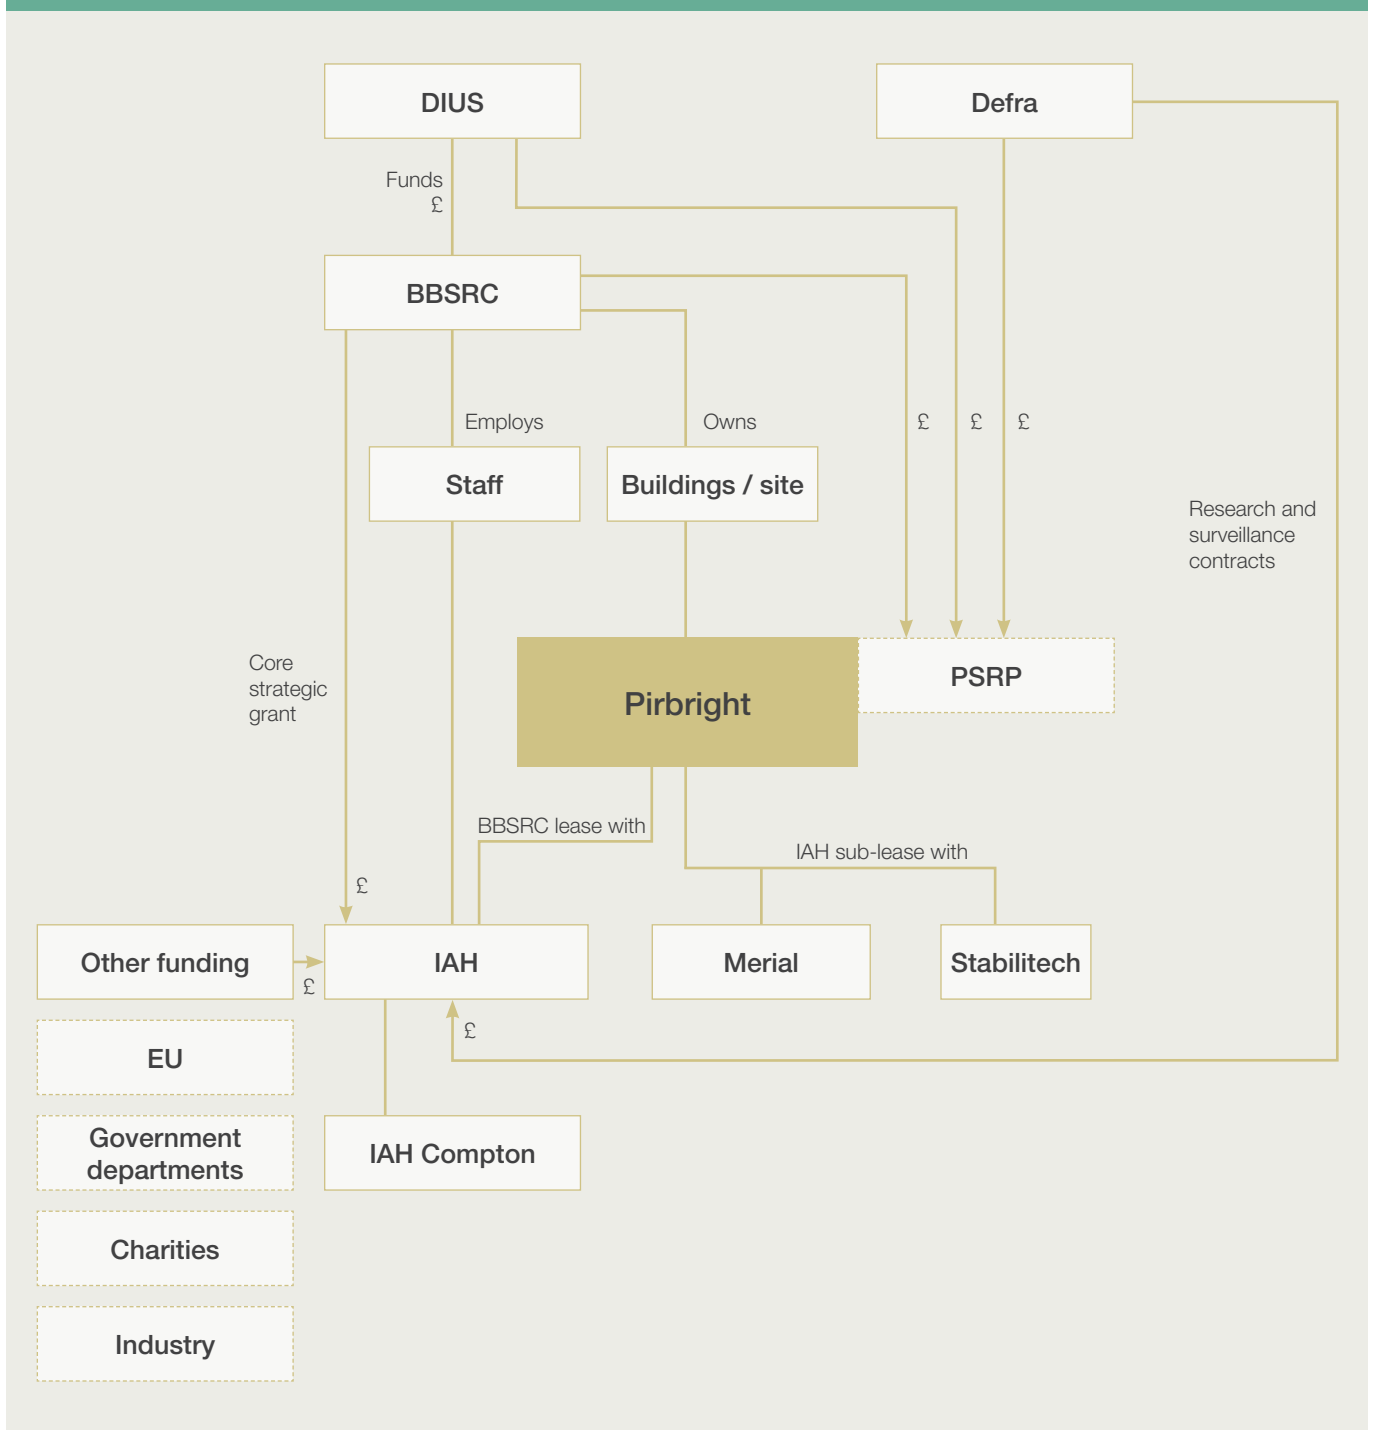 DIUS
Defra
Funds
£
BBSRC
Employs
Owns
£
£
£
Staff
Buildings / site
Research and
surveillance
contracts
Core
strategic
grant
Pirbright
PSRP
BBSRC lease with
IAH sub-lease with
£
Other funding
£
IAH
Merial
Stabilitech
£
EU
Government
departments
IAH Compton
Charities
Industry